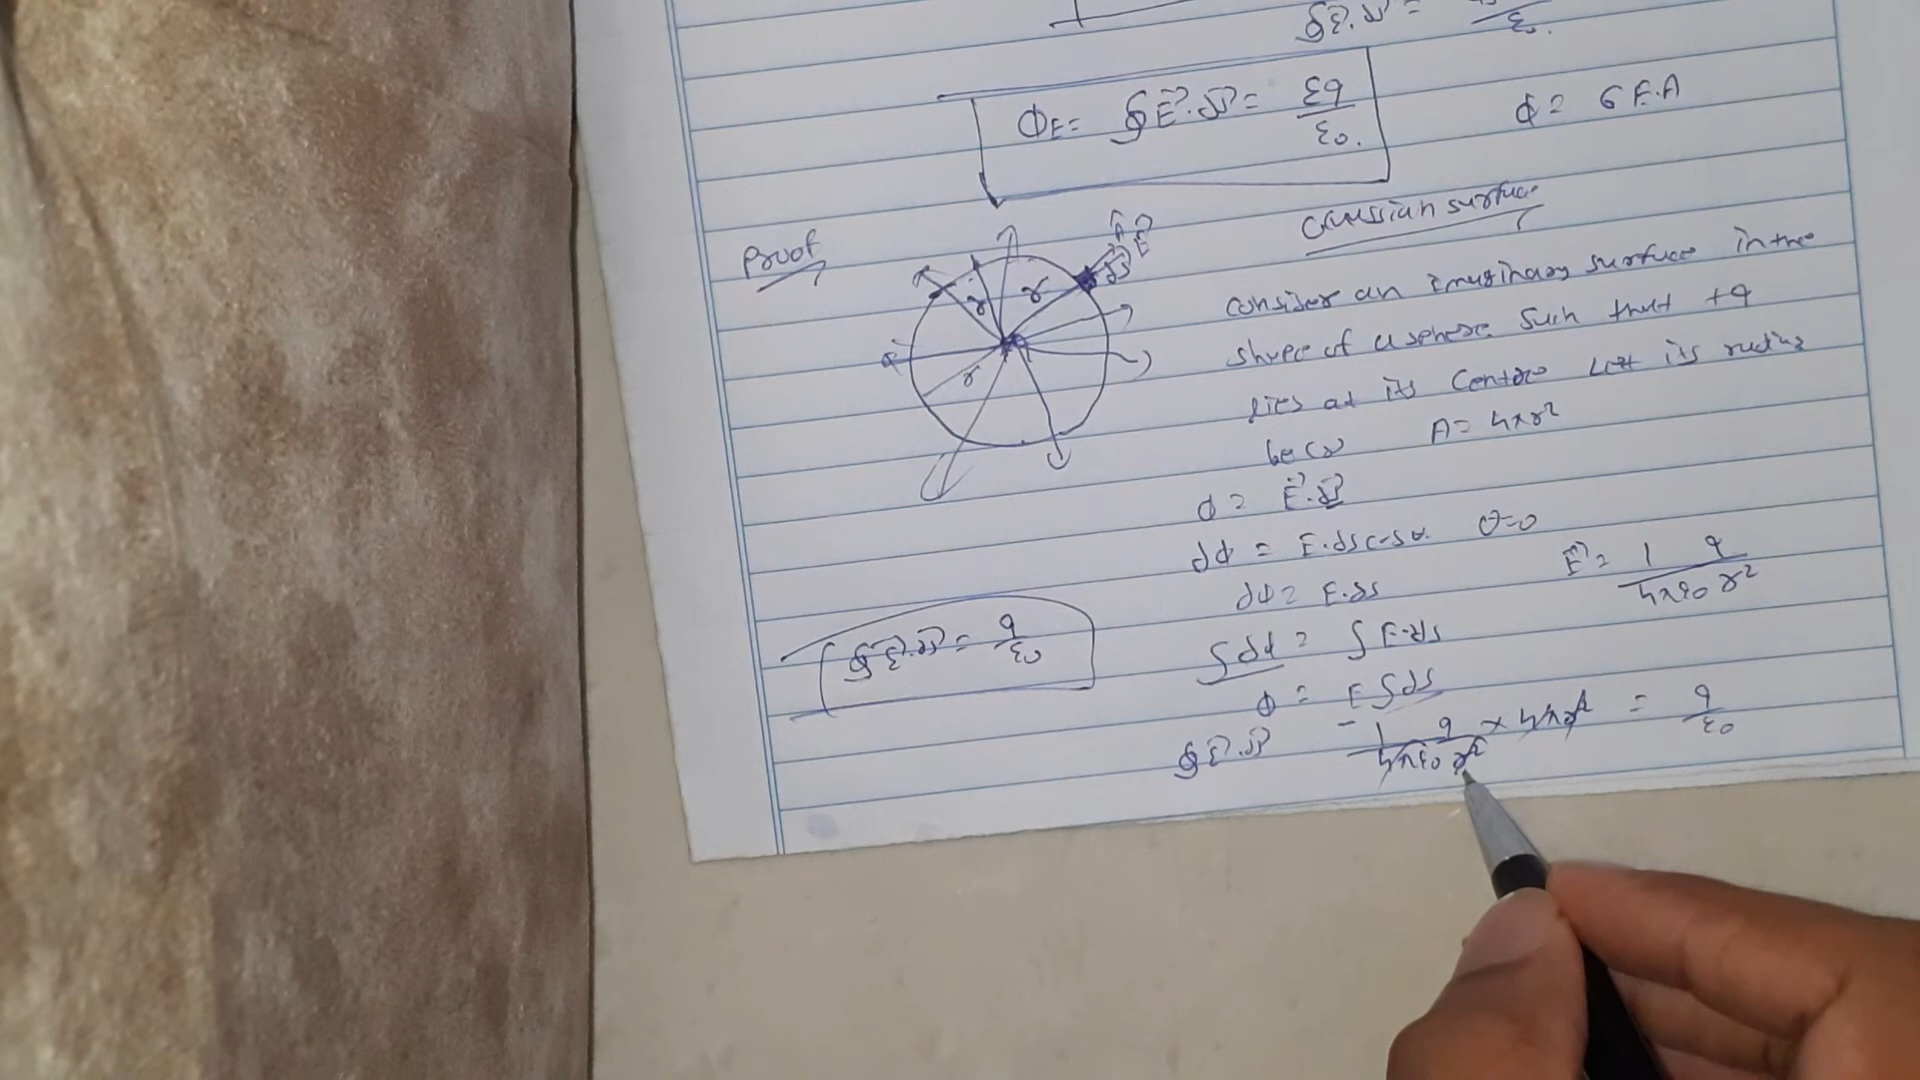 ∮E⃗.ds⃗ =
ε₀.
Φ_E = ∮E⃗.ds⃗ = Σq/ε₀.
Φ = 6 E.A
Proof
Gaussian surface
r r r
n̂ E⃗
ds⃗
Consider an imaginary surface in the
shape of a sphere such that +q
lies at its Centre Let its radius
be (r) A = 4πr²
Φ = E⃗.ds⃗
dΦ = E.ds cosθ. θ=0
E⃗ = 1/4πε₀ q/r²
dΦ = E.ds
∮E⃗.ds⃗ = q/ε₀
∫dΦ = ∫E.ds
Φ = E∫ds
∮E⃗.ds⃗ = 1/4πε₀ q/r² × 4πr² = q/ε₀